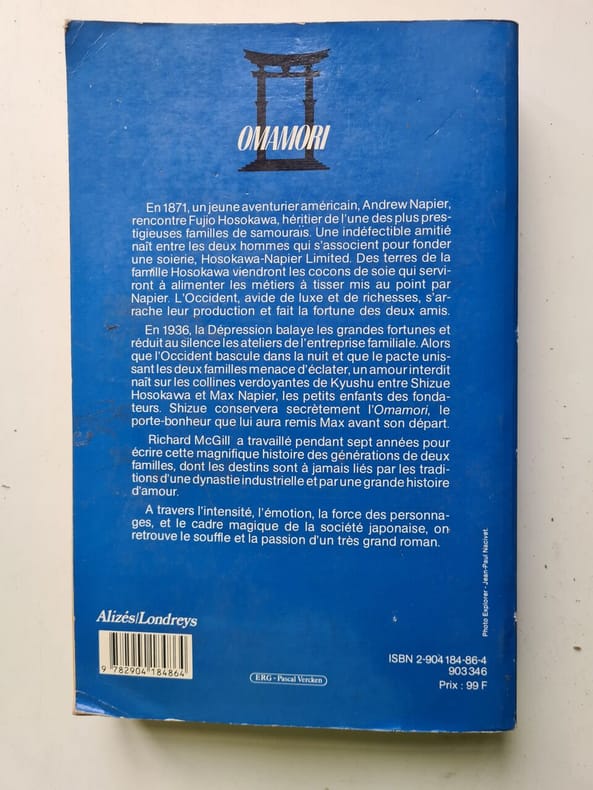 OMAMORI
En 1871, un jeune aventurier américain, Andrew Napier,
rencontre Fujio Hosokawa, héritier de l'une des plus pres-
tigieuses familles de samouraïs. Une indéfectible amitié
naît entre les deux hommes qui s'associent pour fonder
une soierie, Hosokawa-Napier Limited. Des terres de la
famille Hosokawa viendront les cocons de soie qui servi-
ront à alimenter les métiers à tisser mis au point par
Napier. L'Occident, avide de luxe et de richesses, s'ar-
rache leur production et fait la fortune des deux amis.
En 1936, la Dépression balaye les grandes fortunes et
réduit au silence les ateliers de l'entreprise familiale. Alors
que l'Occident bascule dans la nuit et que le pacte unis-
sant les deux familles menace d'éclater, un amour interdit
naît sur les collines verdoyantes de Kyushu entre Shizue
Hosokawa et Max Napier, les petits enfants des fonda-
teurs. Shizue conservera secrètement l'Omamori, le
porte-bonheur que lui aura remis Max avant son départ.
Richard McGill a travaillé pendant sept années pour
écrire cette magnifique histoire des générations de deux
familles, dont les destins sont à jamais liés par les tradi-
tions d'une dynastie industrielle et par une grande histoire
d'amour.
A travers l'intensité, l'émotion, la force des personna-
ges, et le cadre magique de la société japonaise, on
retrouve le souffle et la passion d'un très grand roman.
Photo Explorer - Jean-Paul Nacivet.
Alizés/Londreys
9 782904 184864
ERG - Pascal Vercken
ISBN 2-904 184-86-4
903 346
Prix : 99 F